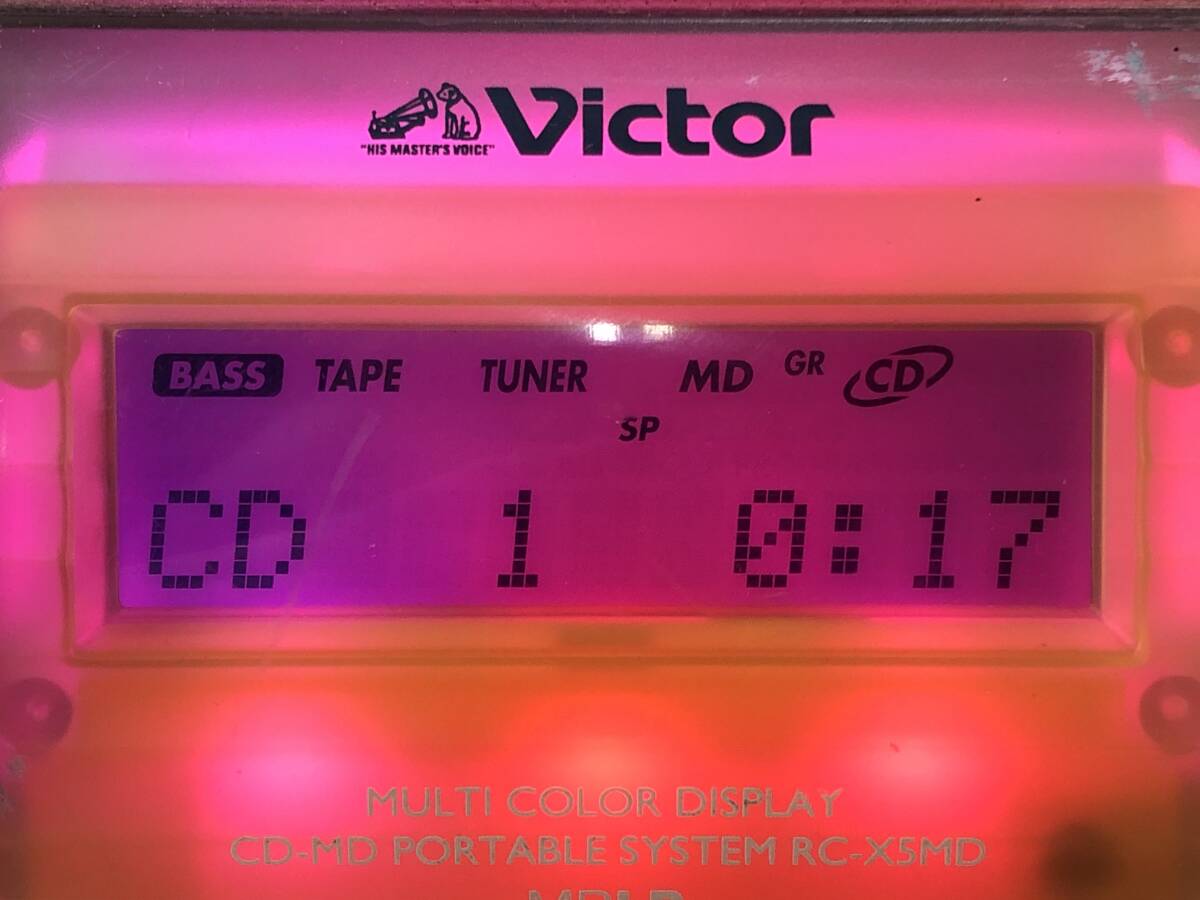 "HIS MASTER'S VOICE" Victor
BASS TAPE TUNER MD GR CD
SP
CD 1 0:17
MULTI COLOR DISPLAY
CD-MD PORTABLE SYSTEM RC-X5MD